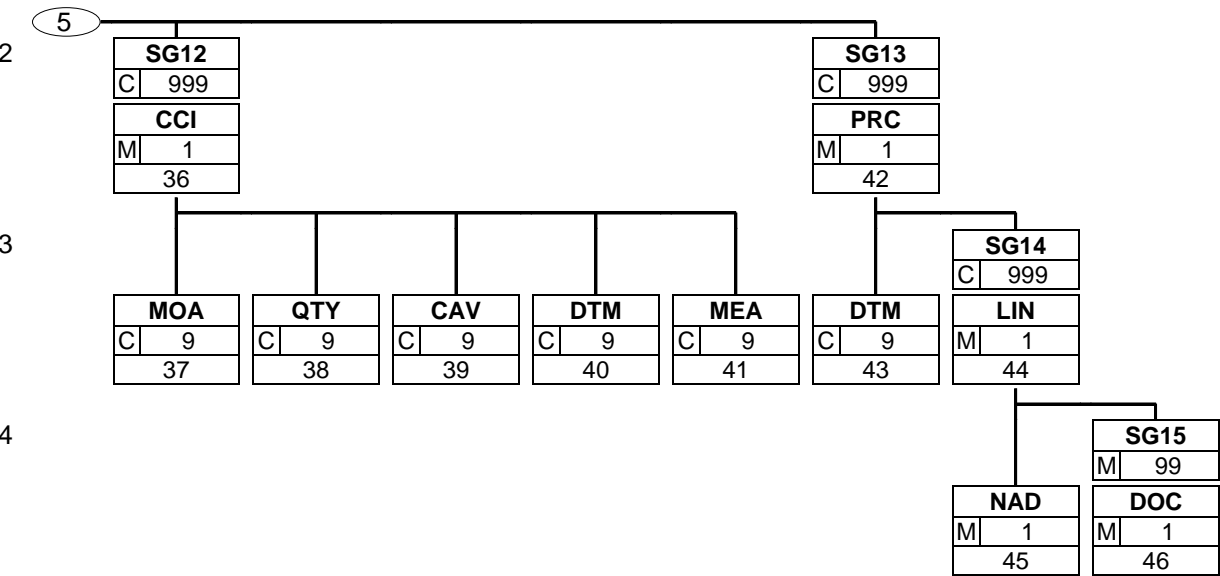 5
2
SG12 SG13
C 999 C 999
CCI PRC
M 1 M 1
36 42
3
SG14
C 999
MOA QTY CAV DTM MEA DTM LIN
C 9 C 9 C 9 C 9 C 9 C 9 M 1
37 38 39 40 41 43 44
4
SG15
M 99
NAD DOC
M 1 M 1
45 46